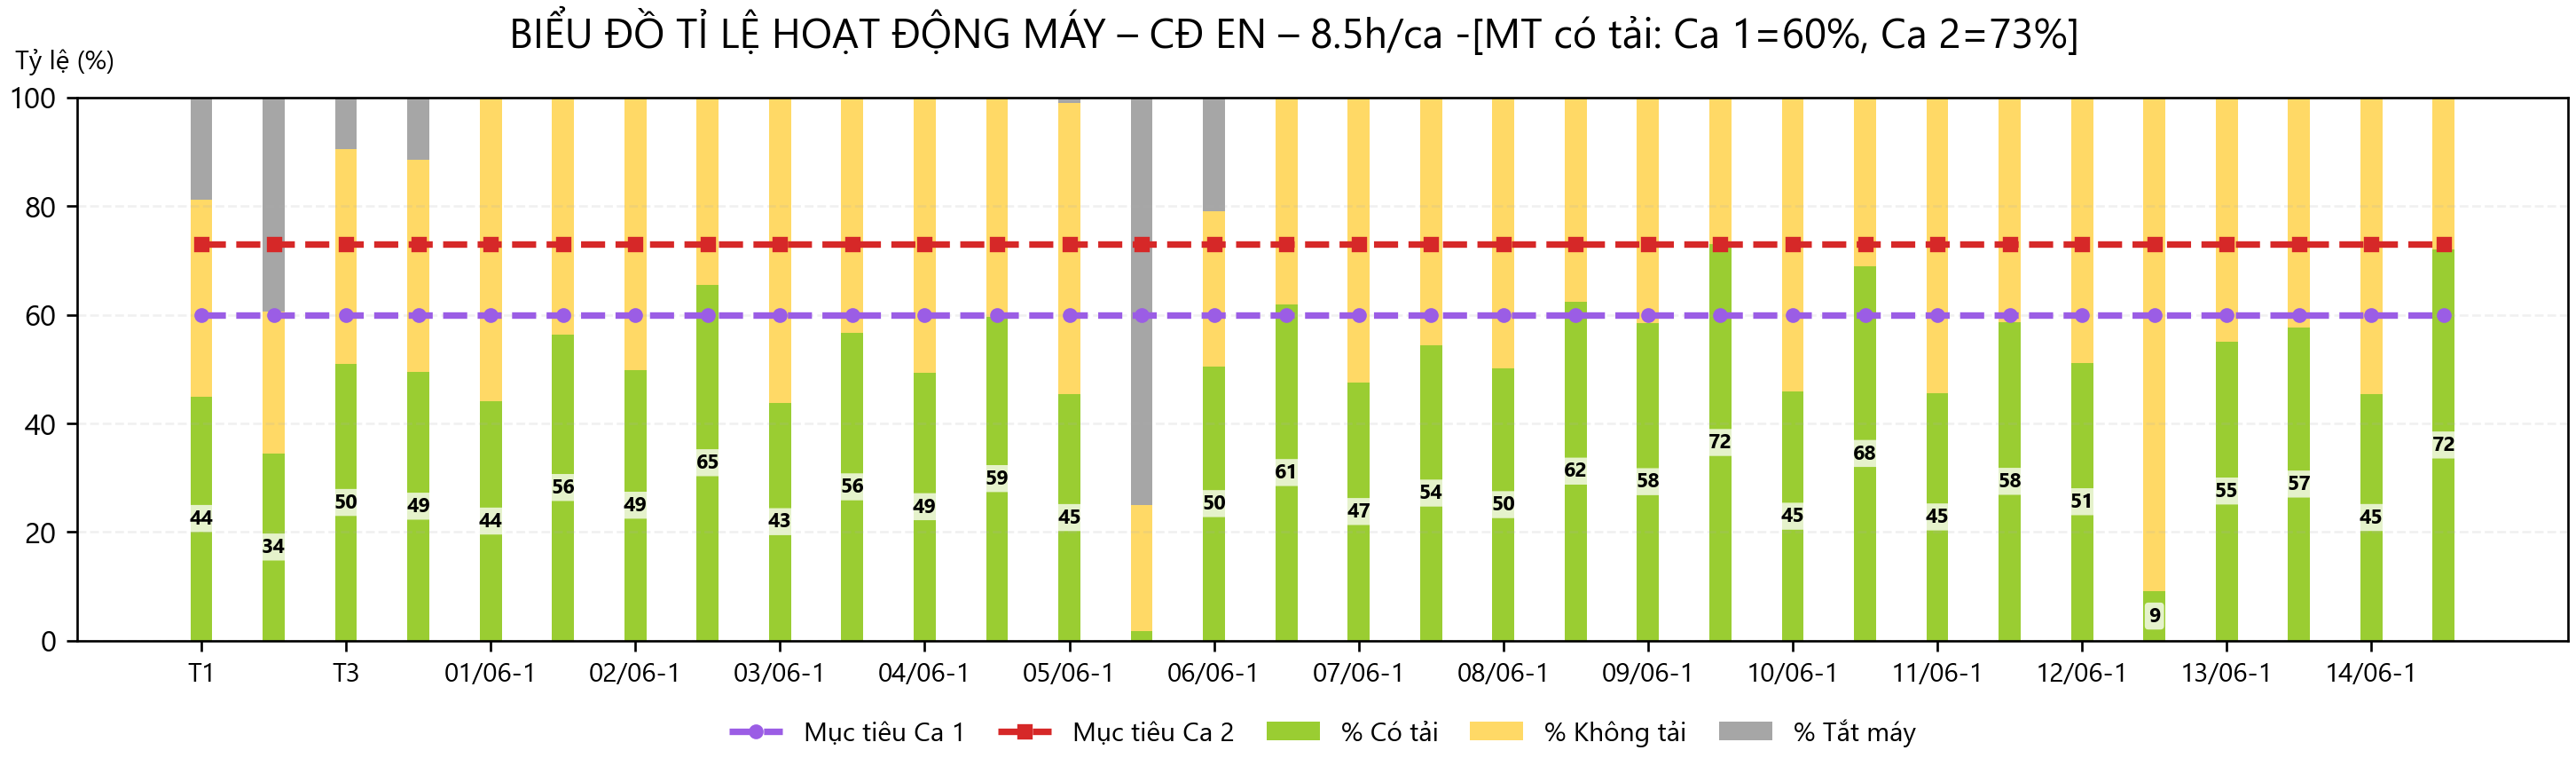 BIỂU ĐỒ TỈ LỆ HOẠT ĐỘNG MÁY – CĐ EN – 8.5h/ca -[MT có tải: Ca 1=60%, Ca 2=73%]
Tỷ lệ (%)
100
80
60
40
20
0
44 34 50 49 44 56 49 65 43 56 49 59 45 50 61 47 54 50 62 58 72 45 68 45 58 51 9 55 57 45 72
T1 T3 01/06-1 02/06-1 03/06-1 04/06-1 05/06-1 06/06-1 07/06-1 08/06-1 09/06-1 10/06-1 11/06-1 12/06-1 13/06-1 14/06-1
Mục tiêu Ca 1 Mục tiêu Ca 2 % Có tải % Không tải % Tắt máy